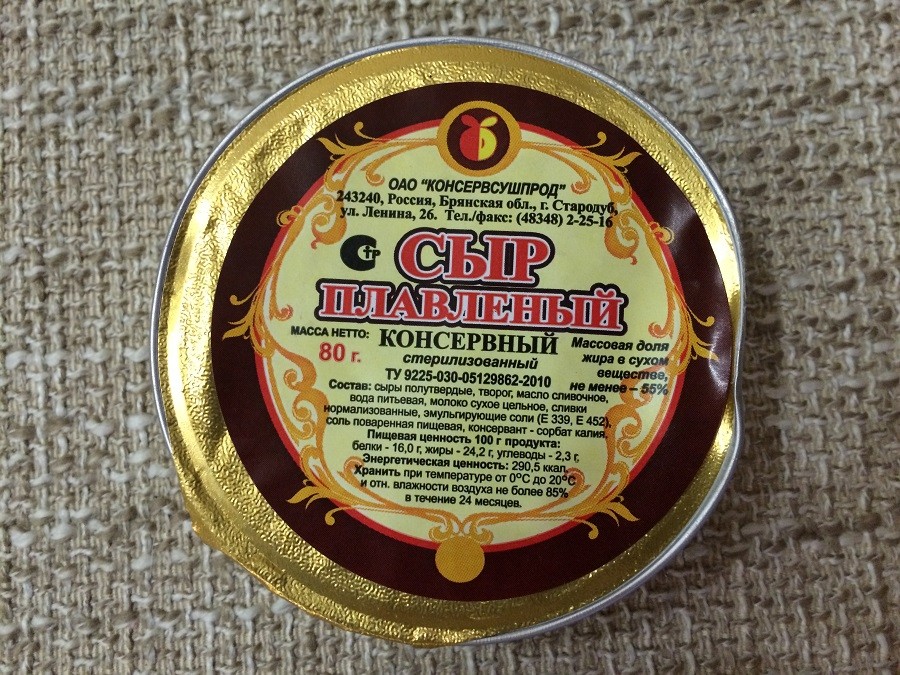 ОАО "КОНСЕРВСУШПРОД"
243240, Россия, Брянская обл., г. Стародуб,
ул. Ленина, 26. Тел./факс: (48348) 2-25-16
Стр
СЫР
ПЛАВЛЕНЫЙ
МАССА НЕТТО:
80 г.
КОНСЕРВНЫЙ
стерилизованный
ТУ 9225-030-05129862-2010
Массовая доля
жира в сухом
веществе,
не менее – 55%
Состав: сыры полутвердые, творог, масло сливочное,
вода питьевая, молоко сухое цельное, сливки
нормализованные, эмульгирующие соли (Е 339, Е 452),
соль поваренная пищевая, консервант - сорбат калия.
Пищевая ценность 100 г продукта:
белки - 16,0 г, жиры - 24,2 г, углеводы - 2,3 г,
Энергетическая ценность: 290,5 ккал.
Хранить при температуре от 0°С до 20°С
и отн. влажности воздуха не более 85%
в течение 24 месяцев.